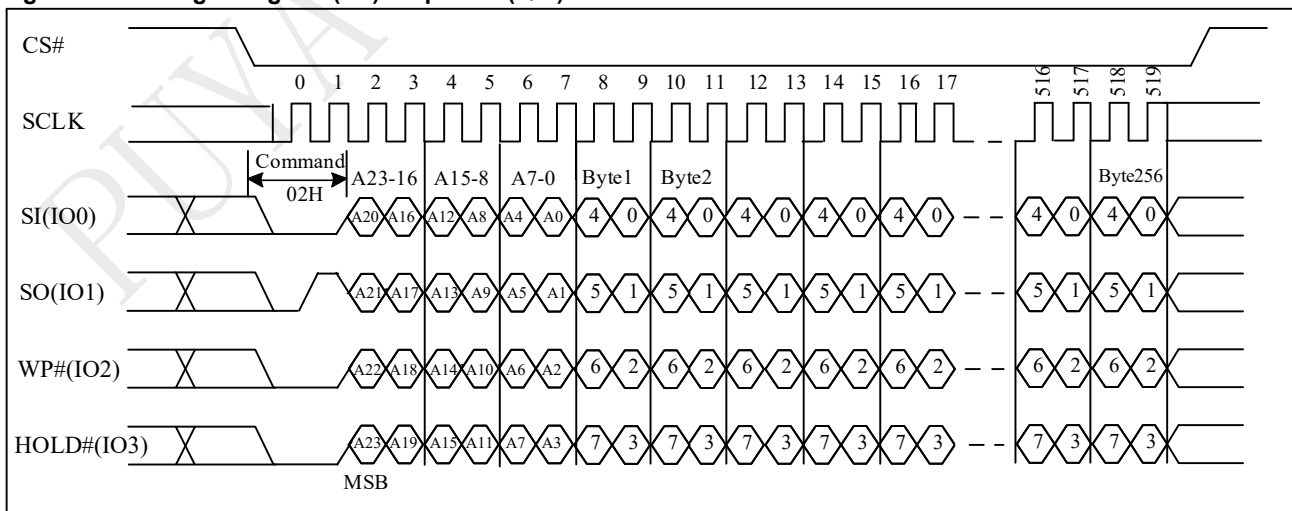 PUYA
CS#
0 1 2 3 4 5 6 7 8 9 10 11 12 13 14 15 16 17 516 517 518 519
SCLK
Command
02H
A23-16 A15-8 A7-0 Byte1 Byte2 Byte256
SI(IO0) A20 A16 A12 A8 A4 A0 4 0 4 0 4 0 4 0 4 0 4 0 4 0
SO(IO1) A21 A17 A13 A9 A5 A1 5 1 5 1 5 1 5 1 5 1 5 1 5 1
WP#(IO2) A22 A18 A14 A10 A6 A2 6 2 6 2 6 2 6 2 6 2 6 2 6 2
HOLD#(IO3) A23 A19 A15 A11 A7 A3 7 3 7 3 7 3 7 3 7 3 7 3 7 3
MSB